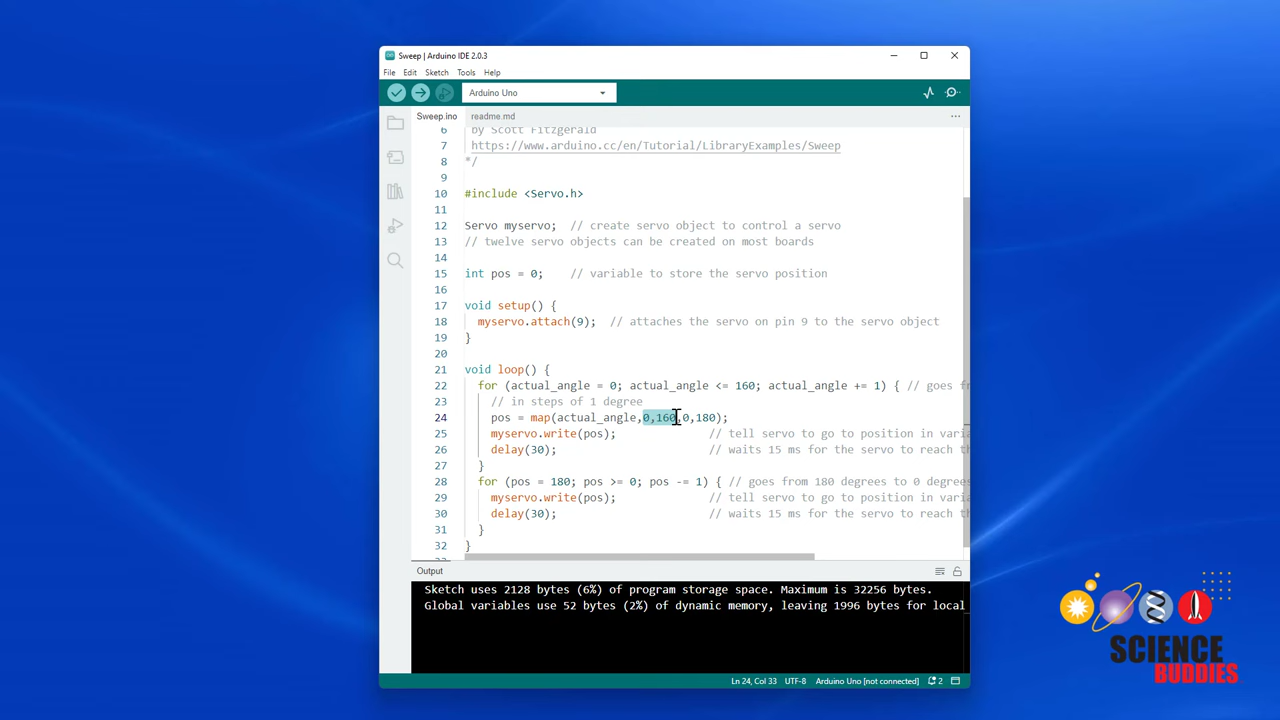 Sweep | Arduino IDE 2.0.3
File Edit Sketch Tools Help
Arduino Uno
Sweep.ino readme.md
6 by Scott Fitzgerald
7 https://www.arduino.cc/en/Tutorial/LibraryExamples/Sweep
8 */
9
10 #include <Servo.h>
11
12 Servo myservo; // create servo object to control a servo
13 // twelve servo objects can be created on most boards
14
15 int pos = 0; // variable to store the servo position
16
17 void setup() {
18 myservo.attach(9); // attaches the servo on pin 9 to the servo object
19 }
20
21 void loop() {
22 for (actual_angle = 0; actual_angle <= 160; actual_angle += 1) { // goes fro
23 // in steps of 1 degree
24 pos = map(actual_angle,0,160,0,180);
25 myservo.write(pos); // tell servo to go to position in vari
26 delay(30); // waits 15 ms for the servo to reach th
27 }
28 for (pos = 180; pos >= 0; pos -= 1) { // goes from 180 degrees to 0 degrees
29 myservo.write(pos); // tell servo to go to position in vari
30 delay(30); // waits 15 ms for the servo to reach th
31 }
32 }
Output
Sketch uses 2128 bytes (6%) of program storage space. Maximum is 32256 bytes.
Global variables use 52 bytes (2%) of dynamic memory, leaving 1996 bytes for local
Ln 24, Col 33 UTF-8 Arduino Uno [not connected] 2
SCIENCE
BUDDIES